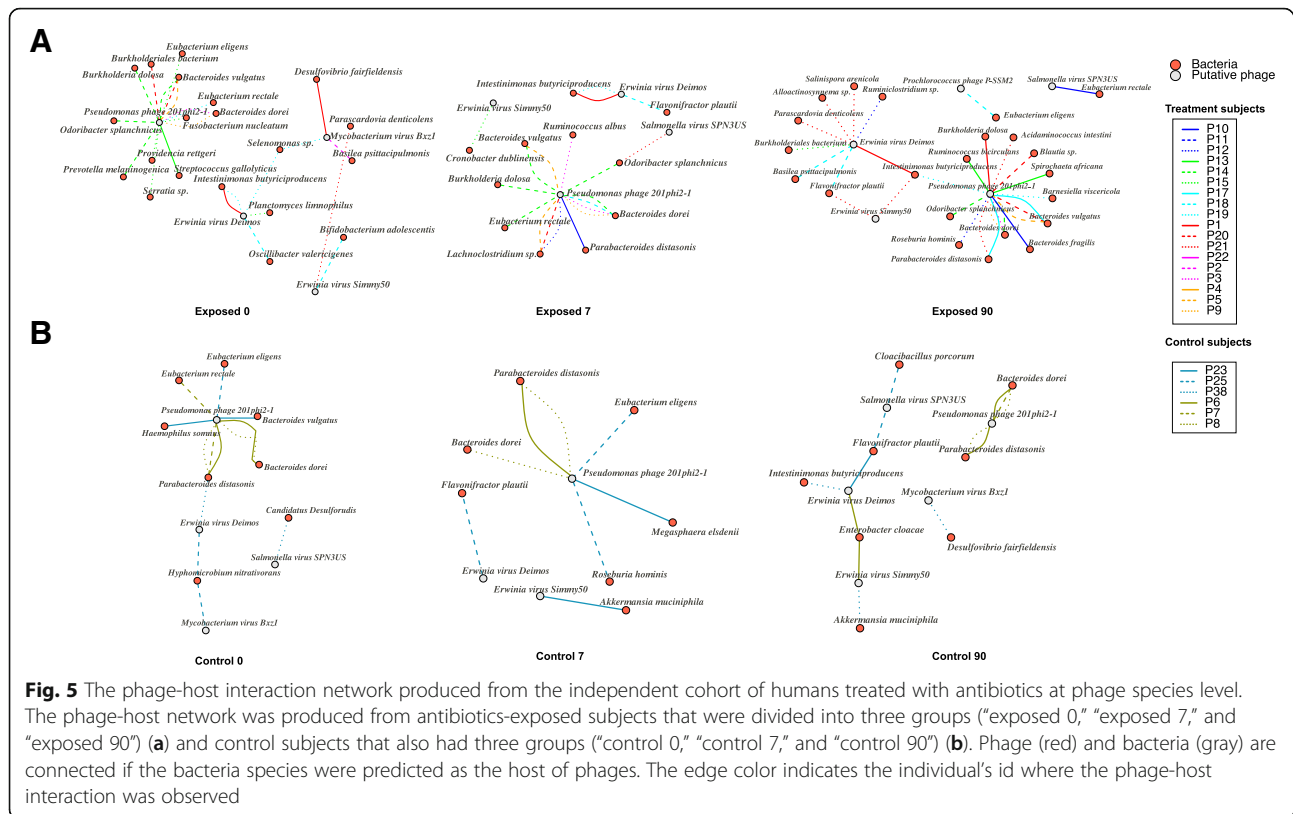 A
Eubacterium eligens
Burkholderiales bacterium
Burkholderia dolosa
Bacteroides vulgatus
Eubacterium rectale
Pseudomonas phage 201phi2-1
Bacteroides dorei
Odoribacter splanchnicus
Fusobacterium nucleatum
Providencia rettgeri
Prevotella melaninogenica
Streptococcus gallolyticus
Serratia sp.
Desulfovibrio fairfieldensis
Parascardovia denticolens
Mycobacterium virus Bxz1
Selenomonas sp.
Basilea psittacipulmonis
Intestinimonas butyriciproducens
Planctomyces limnophilus
Erwinia virus Deimos
Bifidobacterium adolescentis
Oscillibacter valericigenes
Erwinia virus Simmy50
Exposed 0
Intestinimonas butyriciproducens
Erwinia virus Deimos
Erwinia virus Simmy50
Flavonifractor plautii
Salmonella virus SPN3US
Ruminococcus albus
Bacteroides vulgatus
Cronobacter dublinensis
Odoribacter splanchnicus
Burkholderia dolosa
Pseudomonas phage 201phi2-1
Eubacterium rectale
Bacteroides dorei
Lachnoclostridium sp.
Parabacteroides distasonis
Exposed 7
Salinispora arenicola
Prochlorococcus phage P-SSM2
Salmonella virus SPN3US
Alloactinosynnema sp.
Ruminiclostridium sp.
Eubacterium rectale
Parascardovia denticolens
Eubacterium eligens
Burkholderia dolosa
Burkholderiales bacterium
Erwinia virus Deimos
Acidaminococcus intestini
Ruminococcus bicirculans
Blautia sp.
Basilea psittacipulmonis
Intestinimonas butyriciproducens
Spirochaeta africana
Flavonifractor plautii
Pseudomonas phage 201phi2-1
Barnesiella viscericola
Erwinia virus Simmy50
Odoribacter splanchnicus
Bacteroides vulgatus
Bacteroides dorei
Roseburia hominis
Bacteroides fragilis
Parabacteroides distasonis
Exposed 90
Bacteria
Putative phage
Treatment subjects
P10
P11
P12
P13
P14
P15
P17
P18
P19
P1
P20
P21
P22
P2
P3
P4
P5
P9
Control subjects
P23
P25
P38
P6
P7
P8
B
Eubacterium eligens
Eubacterium rectale
Pseudomonas phage 201phi2-1
Bacteroides vulgatus
Haemophilus somnus
Bacteroides dorei
Parabacteroides distasonis
Erwinia virus Deimos
Candidatus Desulforudis
Salmonella virus SPN3US
Hyphomicrobium nitrativorans
Mycobacterium virus Bxz1
Control 0
Parabacteroides distasonis
Eubacterium eligens
Bacteroides dorei
Pseudomonas phage 201phi2-1
Flavonifractor plautii
Megasphaera elsdenii
Erwinia virus Deimos
Roseburia hominis
Erwinia virus Simmy50
Akkermansia muciniphila
Control 7
Cloacibacillus porcorum
Bacteroides dorei
Salmonella virus SPN3US
Pseudomonas phage 201phi2-1
Flavonifractor plautii
Parabacteroides distasonis
Intestinimonas butyriciproducens
Erwinia virus Deimos
Mycobacterium virus Bxz1
Enterobacter cloacae
Desulfovibrio fairfieldensis
Erwinia virus Simmy50
Akkermansia muciniphila
Control 90
Fig. 5 The phage-host interaction network produced from the independent cohort of humans treated with antibiotics at phage species level.
The phage-host network was produced from antibiotics-exposed subjects that were divided into three groups (“exposed 0,” “exposed 7,” and
“exposed 90”) (a) and control subjects that also had three groups (“control 0,” “control 7,” and “control 90”) (b). Phage (red) and bacteria (gray) are
connected if the bacteria species were predicted as the host of phages. The edge color indicates the individual’s id where the phage-host
interaction was observed